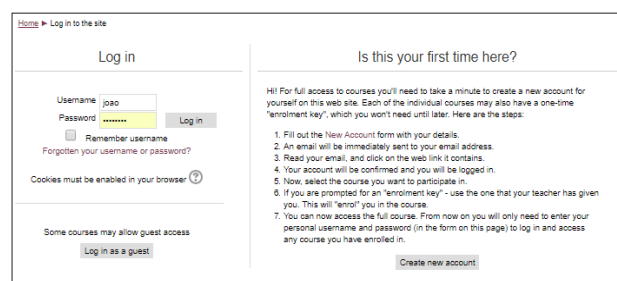 Home ► Log in to the site
Log in
Username joao
Password ••••••••
Log in
Remember username
Forgotten your username or password?
Cookies must be enabled in your browser ?
Some courses may allow guest access
Log in as a guest
Is this your first time here?
Hi! For full access to courses you'll need to take a minute to create a new account for
yourself on this web site. Each of the individual courses may also have a one-time
"enrolment key", which you won't need until later. Here are the steps:
1. Fill out the New Account form with your details.
2. An email will be immediately sent to your email address.
3. Read your email, and click on the web link it contains.
4. Your account will be confirmed and you will be logged in.
5. Now, select the course you want to participate in.
6. If you are prompted for an "enrolment key" - use the one that your teacher has given
you. This will "enrol" you in the course.
7. You can now access the full course. From now on you will only need to enter your
personal username and password (in the form on this page) to log in and access
any course you have enrolled in.
Create new account